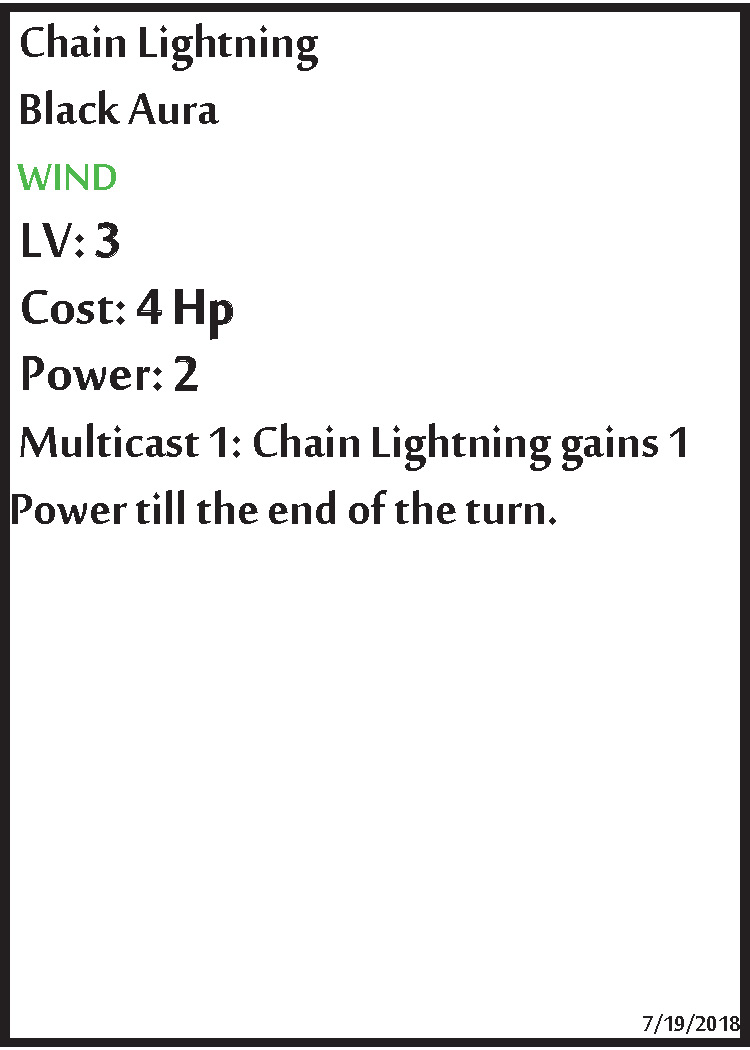 Chain Lightning
Black Aura
WIND
LV: 3
Cost: 4 Hp
Power: 2
Multicast 1: Chain Lightning gains 1
Power till the end of the turn.
7/19/2018